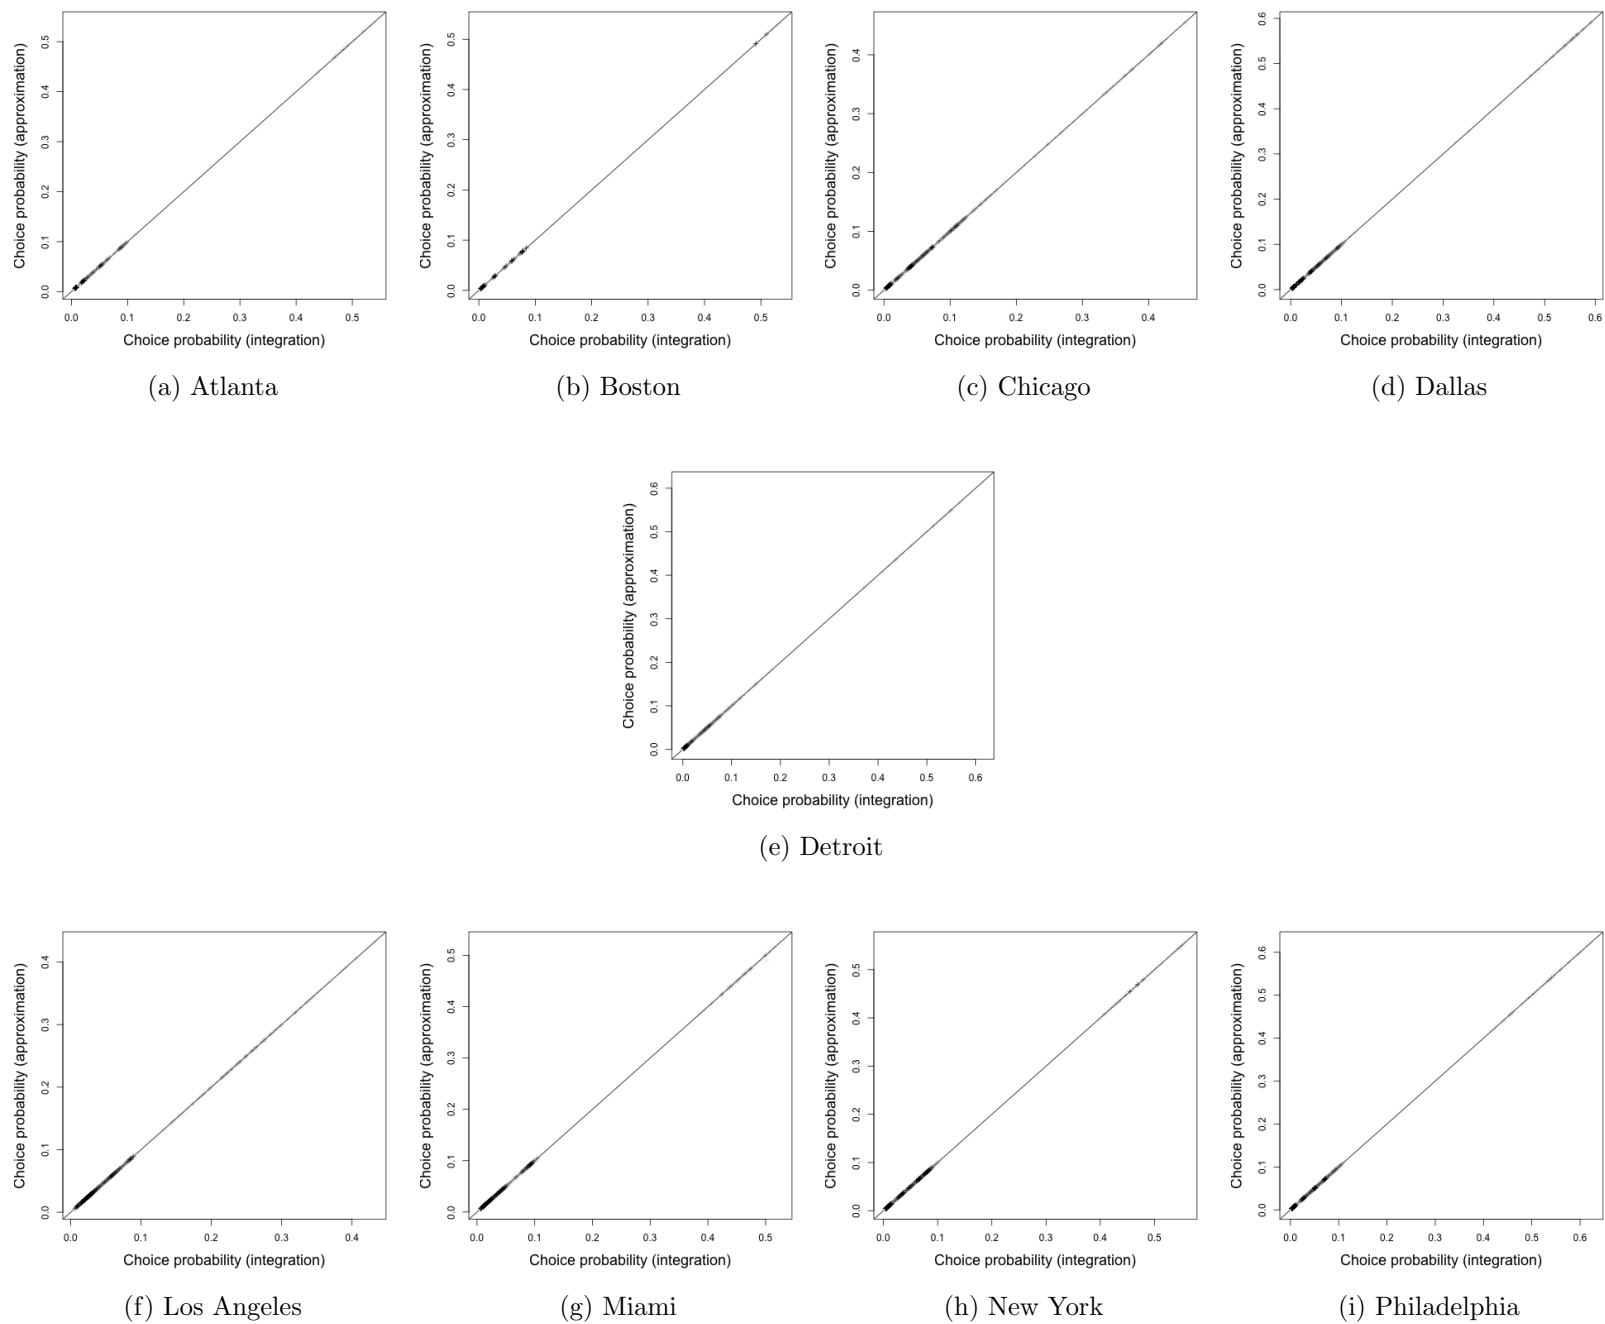 Choice probability (approximation)
0.0 0.1 0.2 0.3 0.4 0.5
0.0 0.1 0.2 0.3 0.4 0.5
Choice probability (integration)
(a) Atlanta
Choice probability (approximation)
0.0 0.1 0.2 0.3 0.4 0.5
0.0 0.1 0.2 0.3 0.4 0.5
Choice probability (integration)
(b) Boston
Choice probability (approximation)
0.0 0.1 0.2 0.3 0.4
0.0 0.1 0.2 0.3 0.4
Choice probability (integration)
(c) Chicago
Choice probability (approximation)
0.0 0.1 0.2 0.3 0.4 0.5 0.6
0.0 0.1 0.2 0.3 0.4 0.5 0.6
Choice probability (integration)
(d) Dallas
Choice probability (approximation)
0.0 0.1 0.2 0.3 0.4 0.5 0.6
0.0 0.1 0.2 0.3 0.4 0.5 0.6
Choice probability (integration)
(e) Detroit
Choice probability (approximation)
0.0 0.1 0.2 0.3 0.4
0.0 0.1 0.2 0.3 0.4
Choice probability (integration)
(f) Los Angeles
Choice probability (approximation)
0.0 0.1 0.2 0.3 0.4 0.5
0.0 0.1 0.2 0.3 0.4 0.5
Choice probability (integration)
(g) Miami
Choice probability (approximation)
0.0 0.1 0.2 0.3 0.4 0.5
0.0 0.1 0.2 0.3 0.4 0.5
Choice probability (integration)
(h) New York
Choice probability (approximation)
0.0 0.1 0.2 0.3 0.4 0.5 0.6
0.0 0.1 0.2 0.3 0.4 0.5 0.6
Choice probability (integration)
(i) Philadelphia